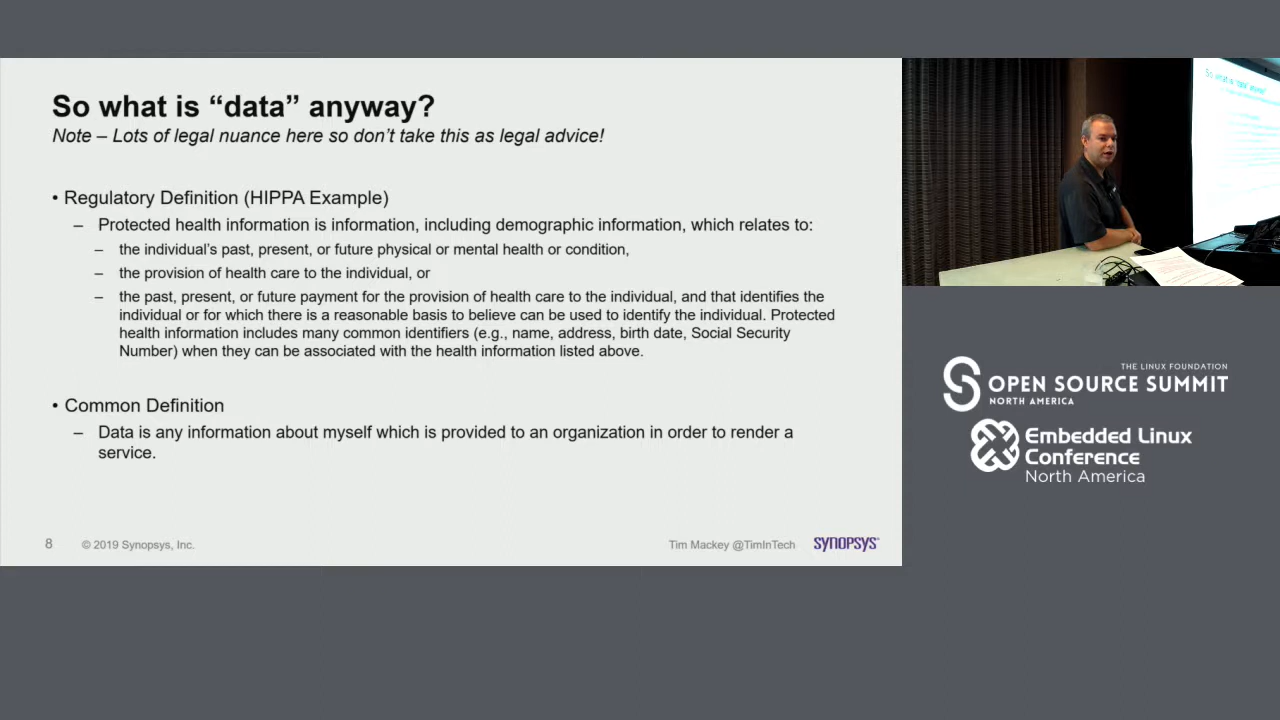 So what is “data” anyway?
Note – Lots of legal nuance here so don’t take this as legal advice!
• Regulatory Definition (HIPPA Example)
– Protected health information is information, including demographic information, which relates to:
– the individual’s past, present, or future physical or mental health or condition,
– the provision of health care to the individual, or
– the past, present, or future payment for the provision of health care to the individual, and that identifies the
individual or for which there is a reasonable basis to believe can be used to identify the individual. Protected
health information includes many common identifiers (e.g., name, address, birth date, Social Security
Number) when they can be associated with the health information listed above.
• Common Definition
– Data is any information about myself which is provided to an organization in order to render a
service.
8 © 2019 Synopsys, Inc.
Tim Mackey @TimInTech
SYNOPSYS®
So what is "data" anyway?
THE LINUX FOUNDATION
OPEN SOURCE SUMMIT
NORTH AMERICA
Embedded Linux
Conference
North America